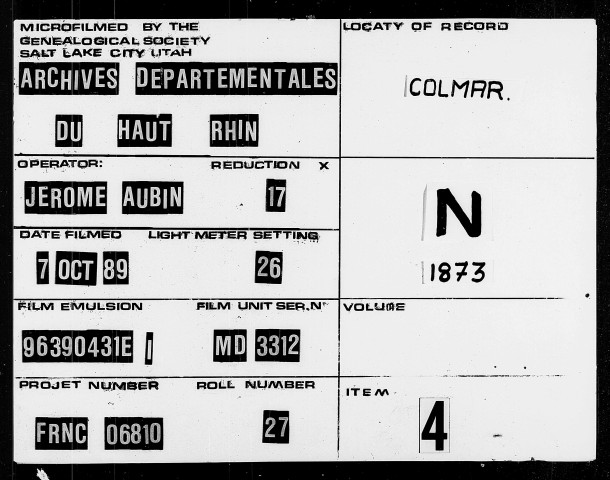 MICROFILMED BY THE
GENEALOGICAL SOCIETY
SALT LAKE CITY UTAH
ARCHIVES DEPARTEMENTALES
DU HAUT RHIN
OPERATOR: REDUCTION X
JEROME AUBIN 17
DATE FILMED LIGHT METER SETTING
7 OCT 89 26
FILM EMULSION FILM UNIT SER.N°
96390431E 1 MD 3312
PROJET NUMBER ROLL NUMBER
FRNC 06810 27
LOCATY OF RECORD
COLMAR.
N
1873
VOLUME
ITEM
4